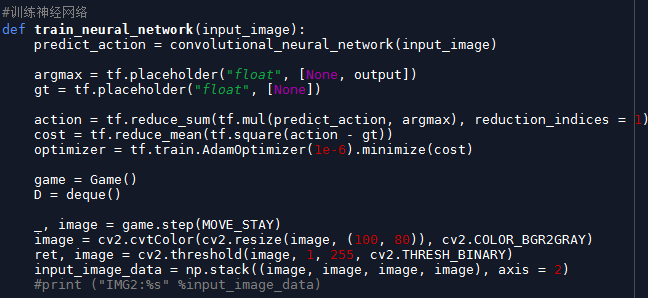 #训练神经网络
def train_neural_network(input_image):
    predict_action = convolutional_neural_network(input_image)
    argmax = tf.placeholder("float", [None, output])
    gt = tf.placeholder("float", [None])
    action = tf.reduce_sum(tf.mul(predict_action, argmax), reduction_indices = 1)
    cost = tf.reduce_mean(tf.square(action - gt))
    optimizer = tf.train.AdamOptimizer(1e-6).minimize(cost)
    game = Game()
    D = deque()
    _, image = game.step(MOVE_STAY)
    image = cv2.cvtColor(cv2.resize(image, (100, 80)), cv2.COLOR_BGR2GRAY)
    ret, image = cv2.threshold(image, 1, 255, cv2.THRESH_BINARY)
    input_image_data = np.stack((image, image, image, image), axis = 2)
    #print ("IMG2:%s" %input_image_data)